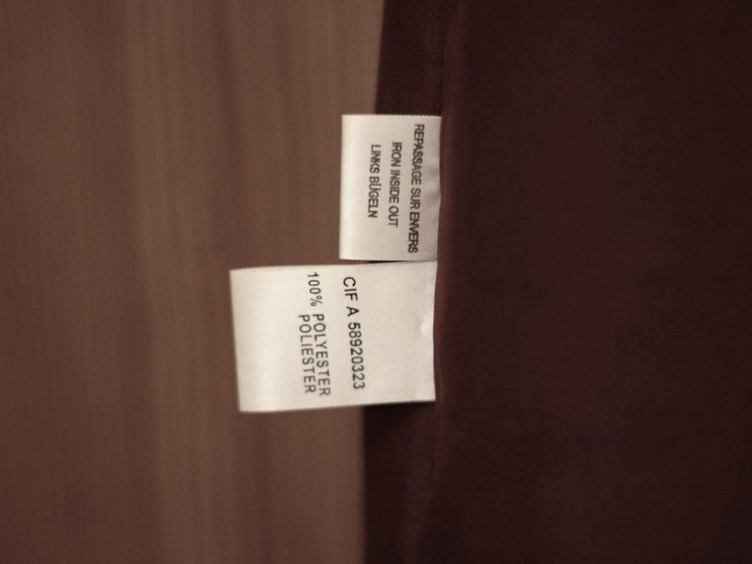 REPASSAGE SUR ENVERS
IRON INSIDE OUT
LINKS BÜGELN
CIF A 58920323
100% POLYESTER
POLIESTER